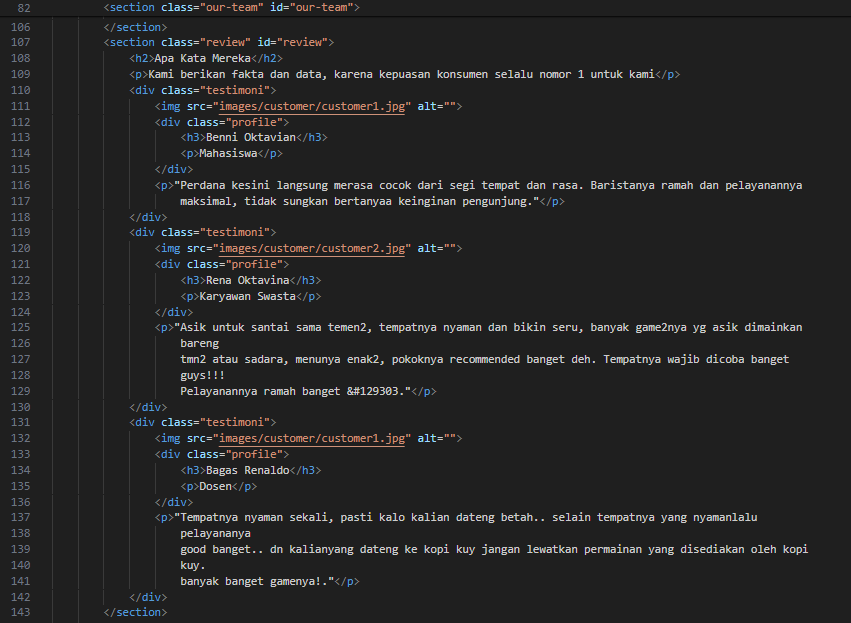 82 <section class="our-team" id="our-team">
106 </section>
107 <section class="review" id="review">
108 <h2>Apa Kata Mereka</h2>
109 <p>Kami berikan fakta dan data, karena kepuasan konsumen selalu nomor 1 untuk kami</p>
110 <div class="testimoni">
111 <img src="images/customer/customer1.jpg" alt="">
112 <div class="profile">
113 <h3>Benni Oktavian</h3>
114 <p>Mahasiswa</p>
115 </div>
116 <p>"Perdana kesini langsung merasa cocok dari segi tempat dan rasa. Baristanya ramah dan pelayanannya
117 maksimal, tidak sungkan bertanyaa keinginan pengunjung."</p>
118 </div>
119 <div class="testimoni">
120 <img src="images/customer/customer2.jpg" alt="">
121 <div class="profile">
122 <h3>Rena Oktavina</h3>
123 <p>Karyawan Swasta</p>
124 </div>
125 <p>"Asik untuk santai sama temen2, tempatnya nyaman dan bikin seru, banyak game2nya yg asik dimainkan
126 bareng
127 tmn2 atau sadara, menunya enak2, pokoknya recommended banget deh. Tempatnya wajib dicoba banget
128 guys!!!
129 Pelayanannya ramah banget &#129303."</p>
130 </div>
131 <div class="testimoni">
132 <img src="images/customer/customer1.jpg" alt="">
133 <div class="profile">
134 <h3>Bagas Renaldo</h3>
135 <p>Dosen</p>
136 </div>
137 <p>"Tempatnya nyaman sekali, pasti kalo kalian dateng betah.. selain tempatnya yang nyamanlalu
138 pelayananya
139 good banget.. dn kalianyang dateng ke kopi kuy jangan lewatkan permainan yang disediakan oleh kopi
140 kuy.
141 banyak banget gamenya!."</p>
142 </div>
143 </section>